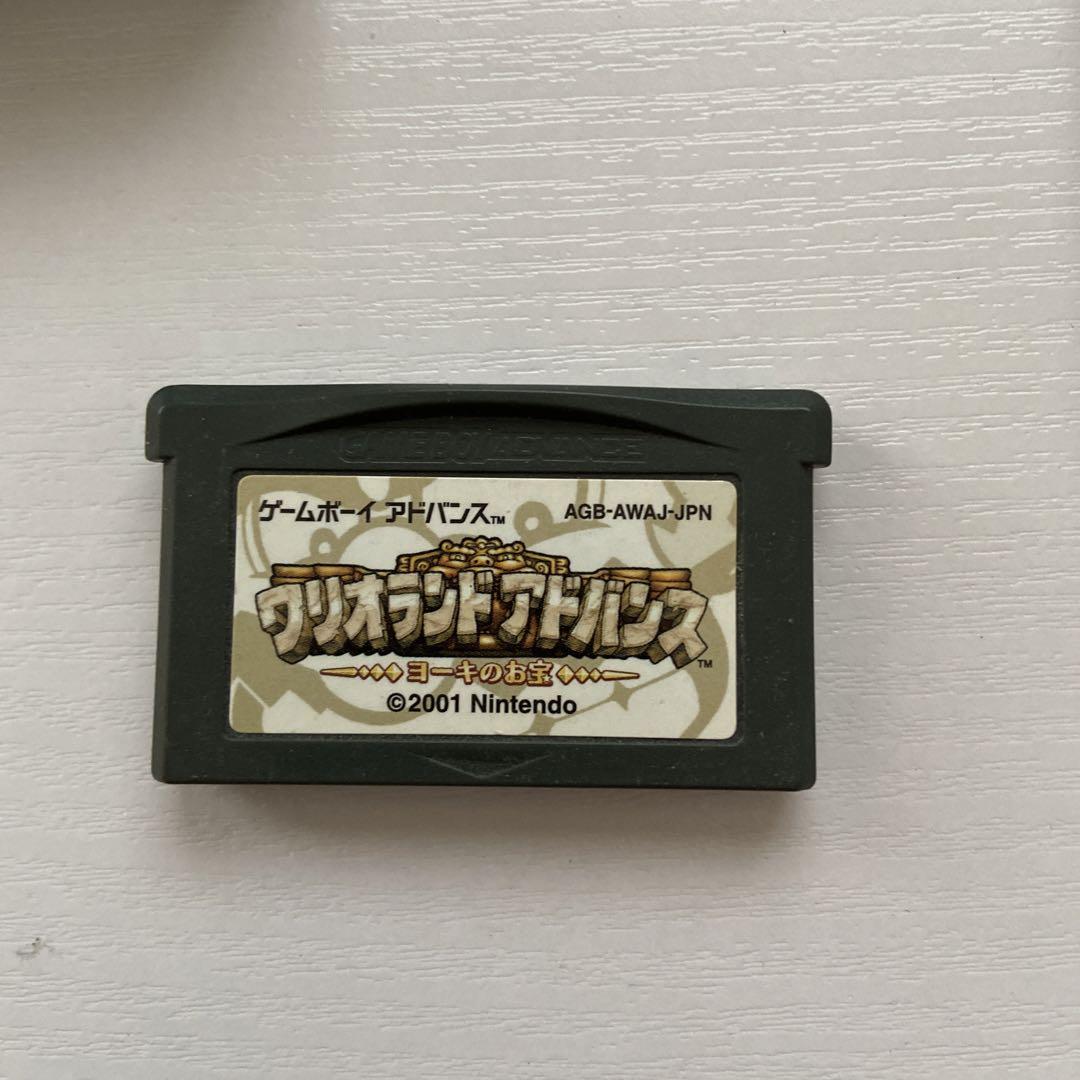 GAME BOY ADVANCE
ゲームボーイ アドバンス™ AGB-AWAJ-JPN
ワリオランドアドバンス™
ヨーキのお宝
©2001 Nintendo